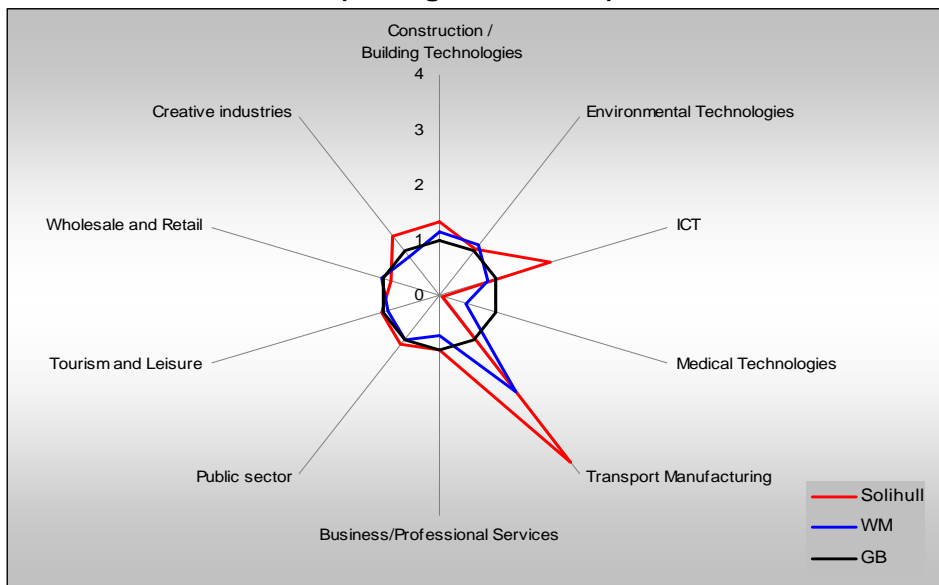 Construction /
Building Technologies
4
3
2
1
0
Creative industries
Environmental Technologies
Wholesale and Retail
ICT
Tourism and Leisure
Medical Technologies
Public sector
Transport Manufacturing
Business/Professional Services
Solihull
WM
GB